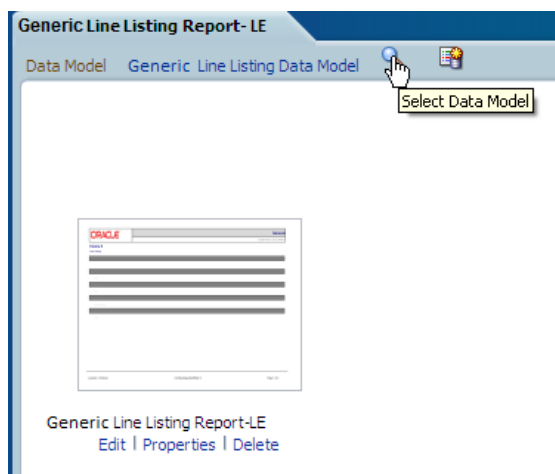 Generic Line Listing Report- LE
Data Model Generic Line Listing Data Model
Select Data Model
ORACLE
Generic Line Listing Report-LE
Edit | Properties | Delete